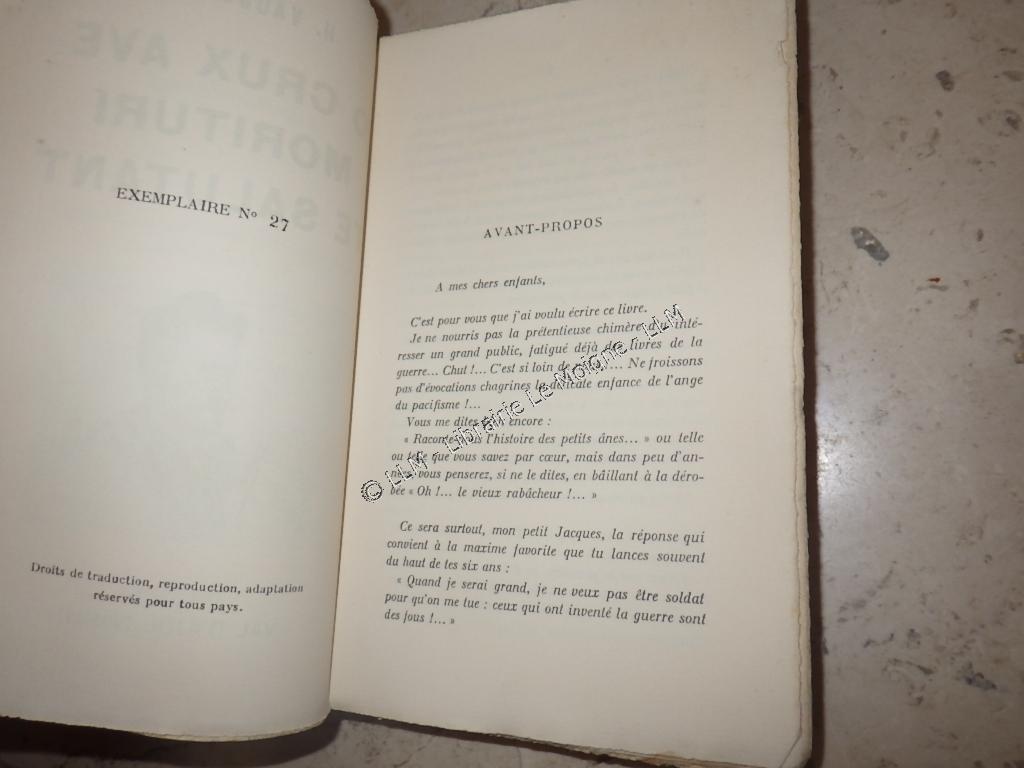 EXEMPLAIRE Nº 27
Droits de traduction, reproduction, adaptation
réservés pour tous pays.
AVANT-PROPOS
A mes chers enfants,
C'est pour vous que j'ai voulu écrire ce livre.
Je ne nourris pas la prétentieuse chimère d'inté-
resser un grand public, fatigué déjà de livres de la
guerre... Chut !... C'est si loin de ... Ne froissons
pas d'évocations chagrines la délicate enfance de l'ange
du pacifisme !...
Vous me dites encore :
« Raconte-nous l'histoire des petits ânes... » ou telle
ou telle que vous savez par cœur, mais dans peu d'an-
nées vous penserez, si ne le dites, en bâillant à la déro-
bée « Oh !... le vieux rabâcheur !... »
Ce sera surtout, mon petit Jacques, la réponse qui
convient à la maxime favorite que tu lances souvent
du haut de tes six ans :
« Quand je serai grand, je ne veux pas être soldat
pour qu'on me tue : ceux qui ont inventé la guerre sont
des fous !... »
© LLM - Librairie Le Moigne - LLM